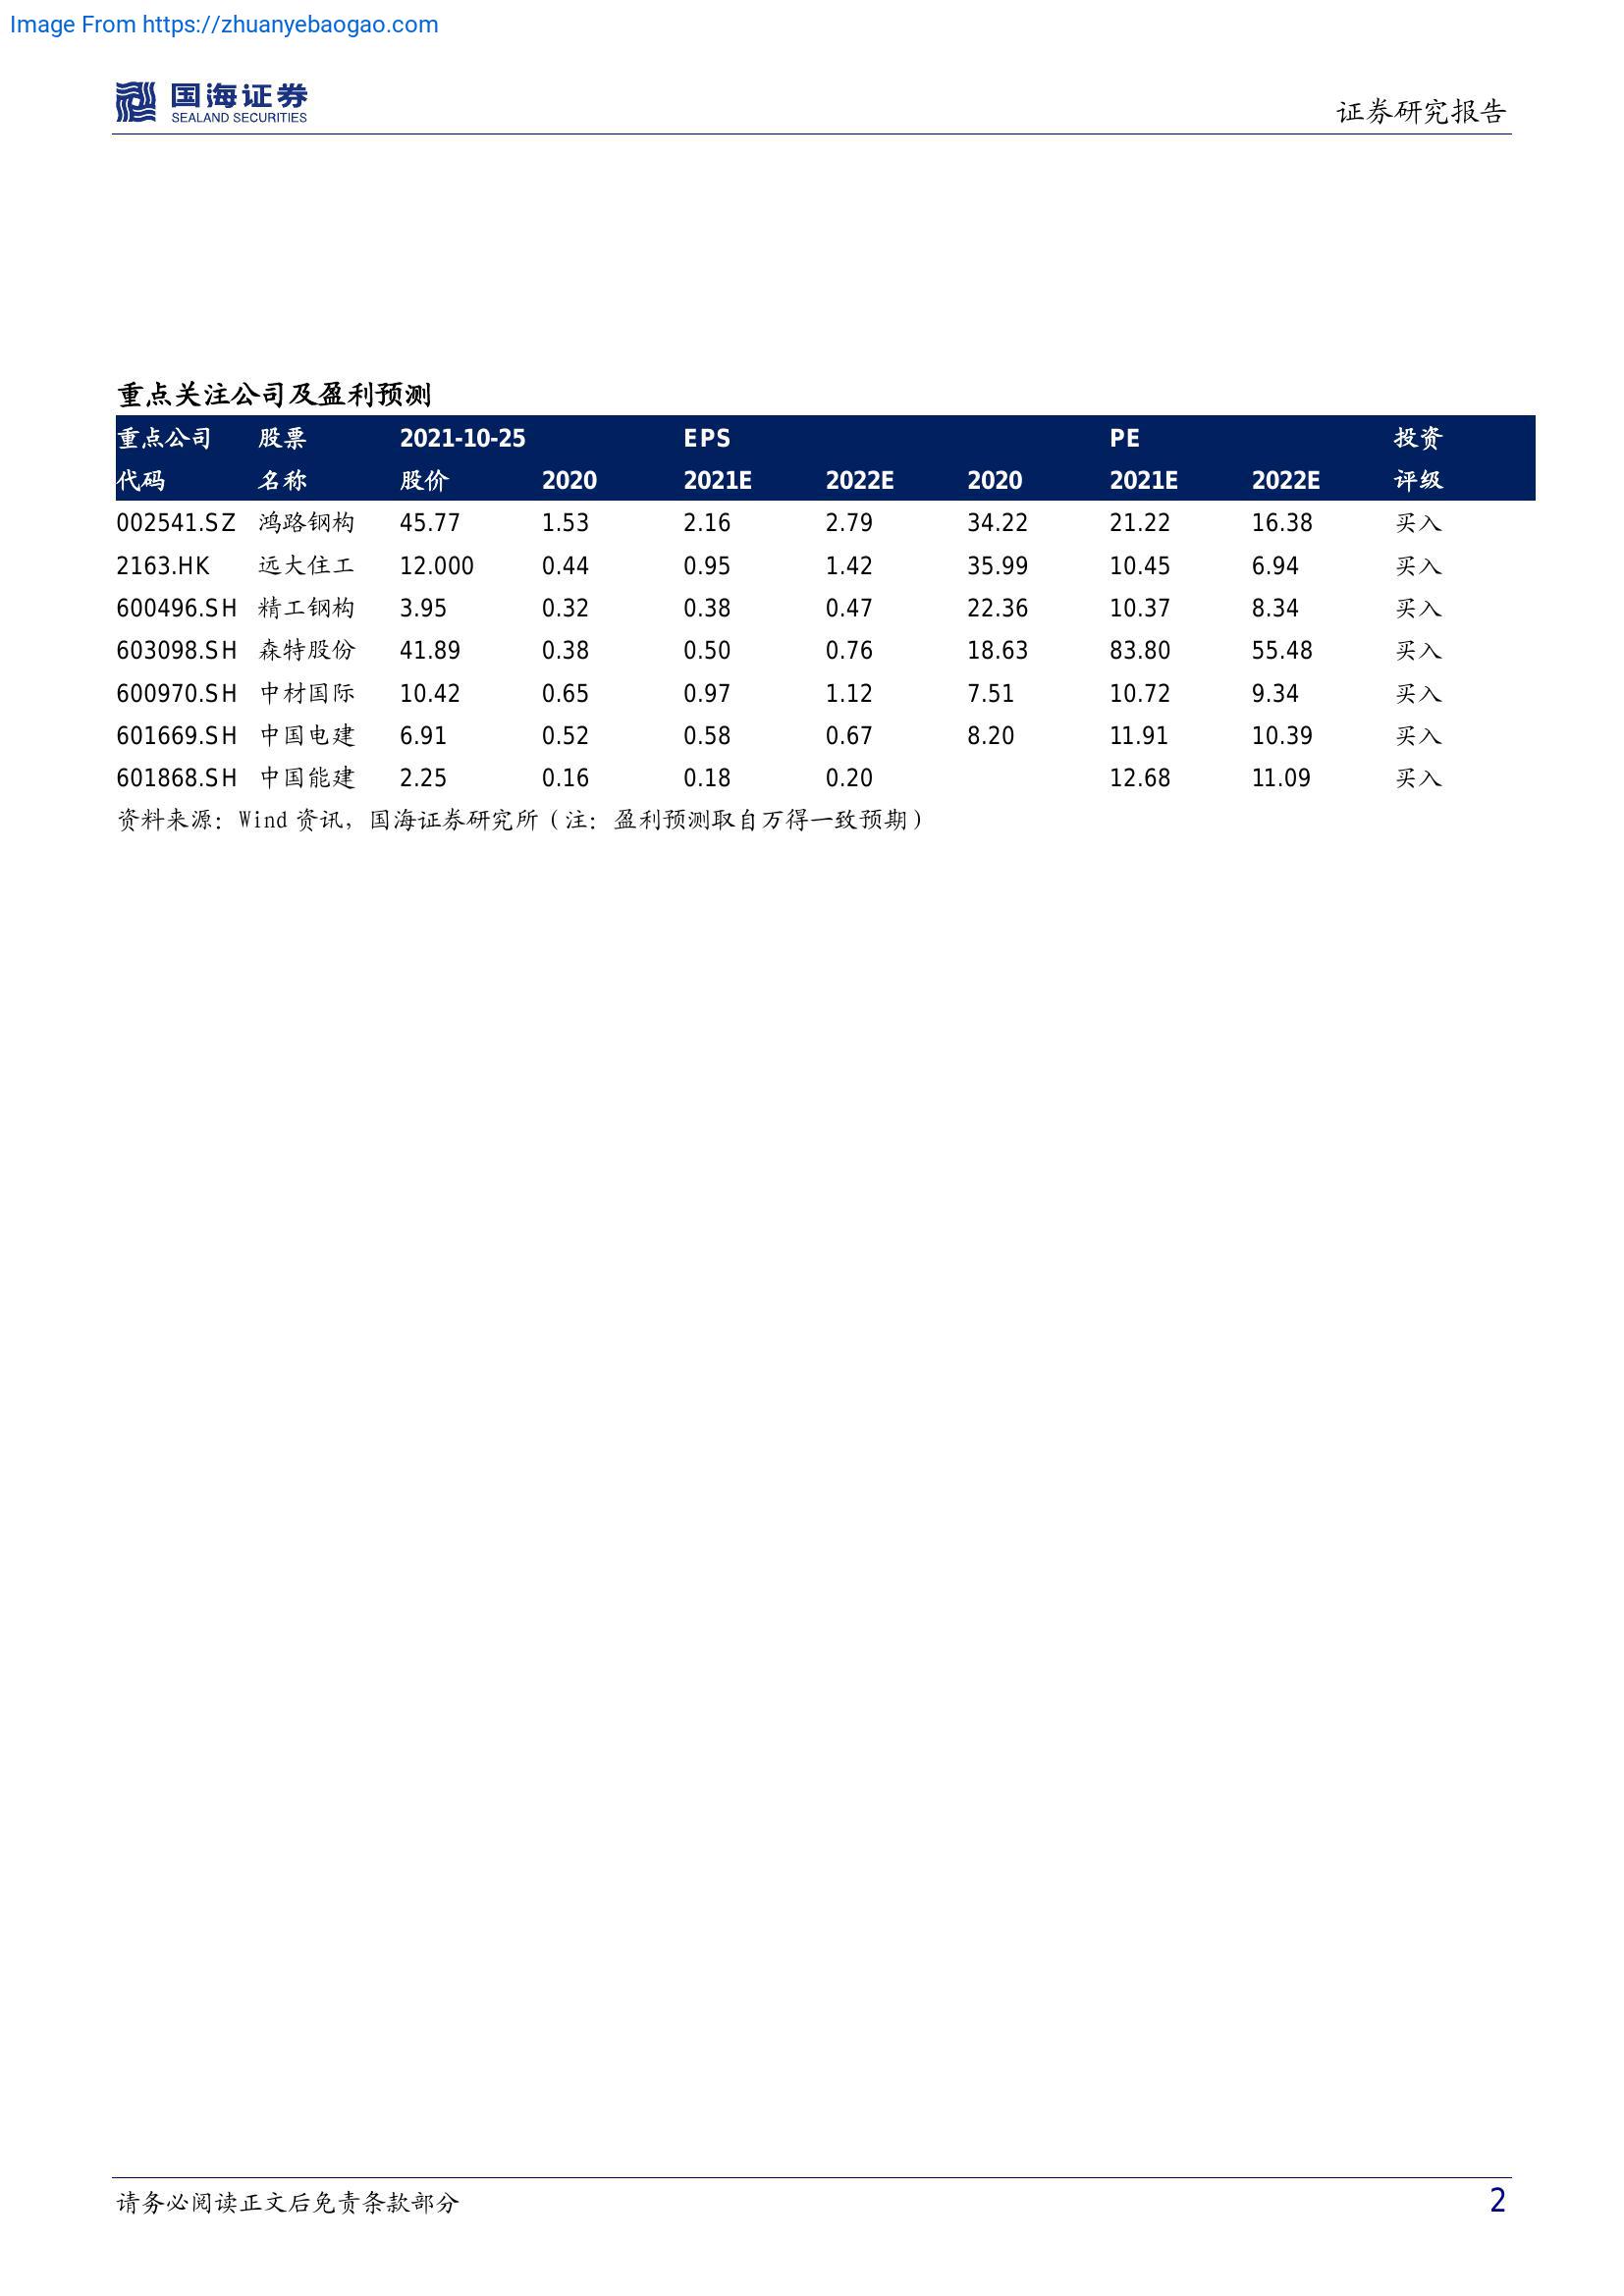 Image From https://zhuanyebaogao.com
国海证券
SEALAND SECURITIES
证券研究报告
重点关注公司及盈利预测
重点公司 股票 2021-10-25 EPS PE 投资
代码 名称 股价 2020 2021E 2022E 2020 2021E 2022E 评级
002541.SZ 鸿路钢构 45.77 1.53 2.16 2.79 34.22 21.22 16.38 买入
2163.HK 远大住工 12.000 0.44 0.95 1.42 35.99 10.45 6.94 买入
600496.SH 精工钢构 3.95 0.32 0.38 0.47 22.36 10.37 8.34 买入
603098.SH 森特股份 41.89 0.38 0.50 0.76 18.63 83.80 55.48 买入
600970.SH 中材国际 10.42 0.65 0.97 1.12 7.51 10.72 9.34 买入
601669.SH 中国电建 6.91 0.52 0.58 0.67 8.20 11.91 10.39 买入
601868.SH 中国能建 2.25 0.16 0.18 0.20 12.68 11.09 买入
资料来源：Wind 资讯，国海证券研究所（注：盈利预测取自万得一致预期）
请务必阅读正文后免责条款部分 2